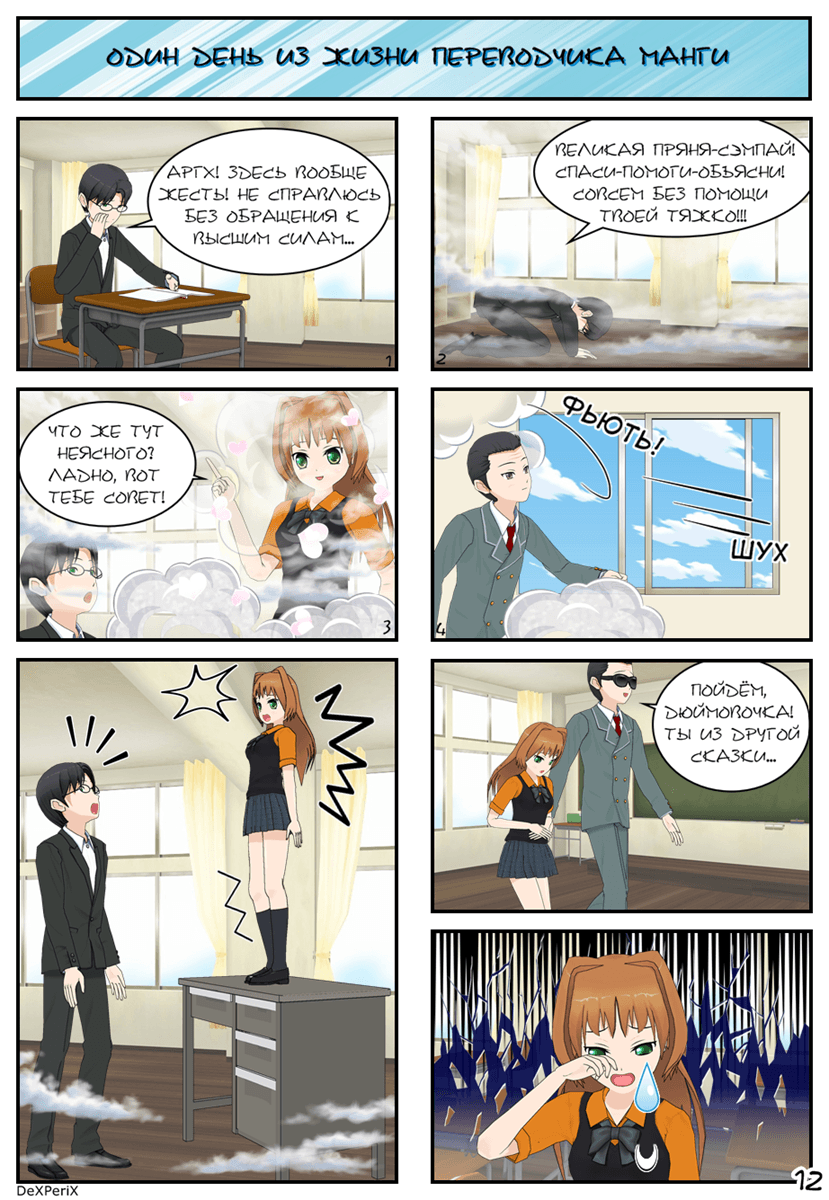 ОДИН ДЕНЬ ИЗ ЖИЗНИ ПЕРЕВОДЧИКА МАНГИ
АРГХ! ЗДЕСЬ ВООБЩЕ
ЖЕСТЬ! НЕ СПРАВЛЮСЬ
БЕЗ ОБРАЩЕНИЯ К
ВЫСШИМ СИЛАМ...
1
ВЕЛИКАЯ ПРЯНЯ-СЭМПАЙ!
СПАСИ-ПОМОГИ-ОБЪЯСНИ!
СОВСЕМ БЕЗ ПОМОЩИ
ТВОЕЙ ТЯЖКО!!!
2
ЧТО ЖЕ ТУТ
НЕЯСНОГО?
ЛАДНО, ВОТ
ТЕБЕ СОВЕТ!
3
ФЬЮТЬ!
ШУХ
4
ПОЙДЁМ,
ДЮЙМОВОЧКА!
ТЫ ИЗ ДРУГОЙ
СКАЗКИ...
DeXPeriX
12